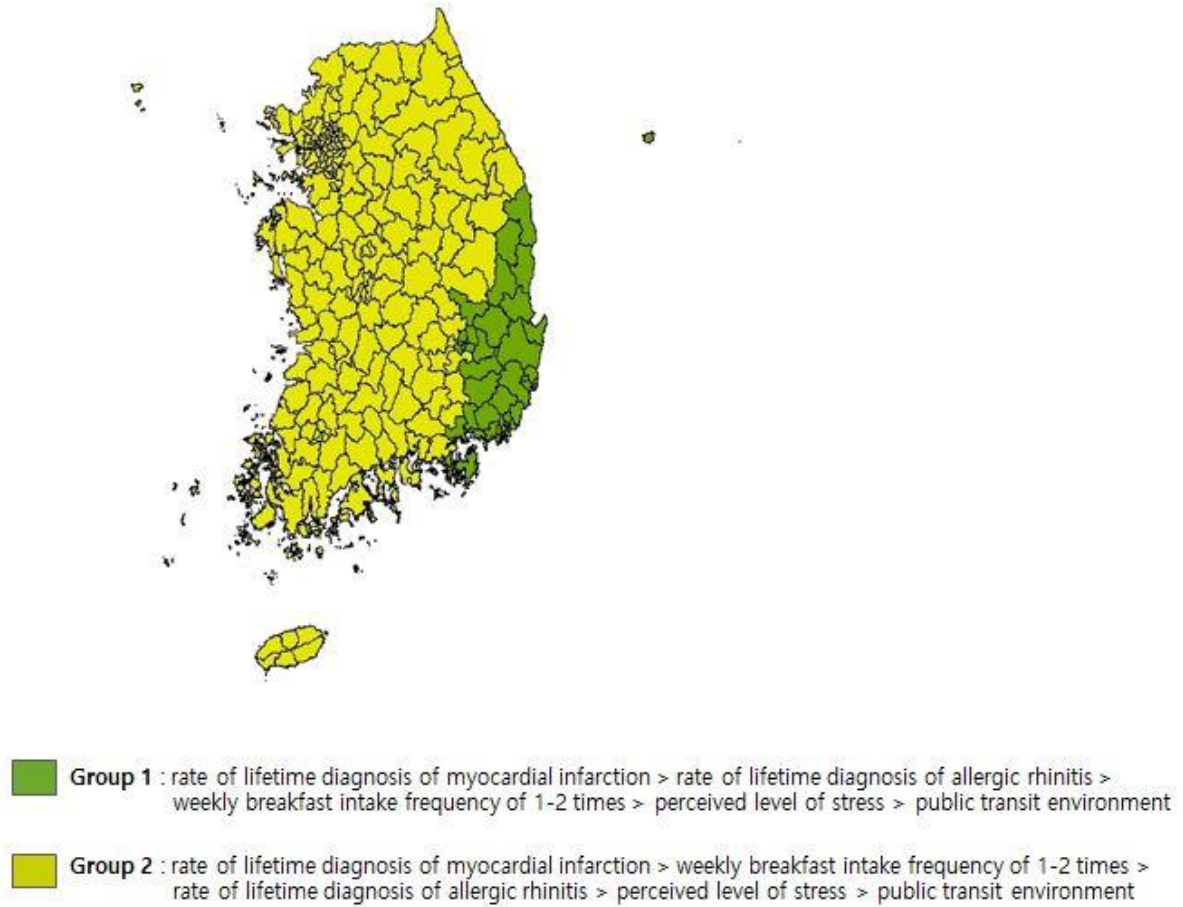 Group 1 : rate of lifetime diagnosis of myocardial infarction > rate of lifetime diagnosis of allergic rhinitis >
weekly breakfast intake frequency of 1-2 times > perceived level of stress > public transit environment
Group 2 : rate of lifetime diagnosis of myocardial infarction > weekly breakfast intake frequency of 1-2 times >
rate of lifetime diagnosis of allergic rhinitis > perceived level of stress > public transit environment